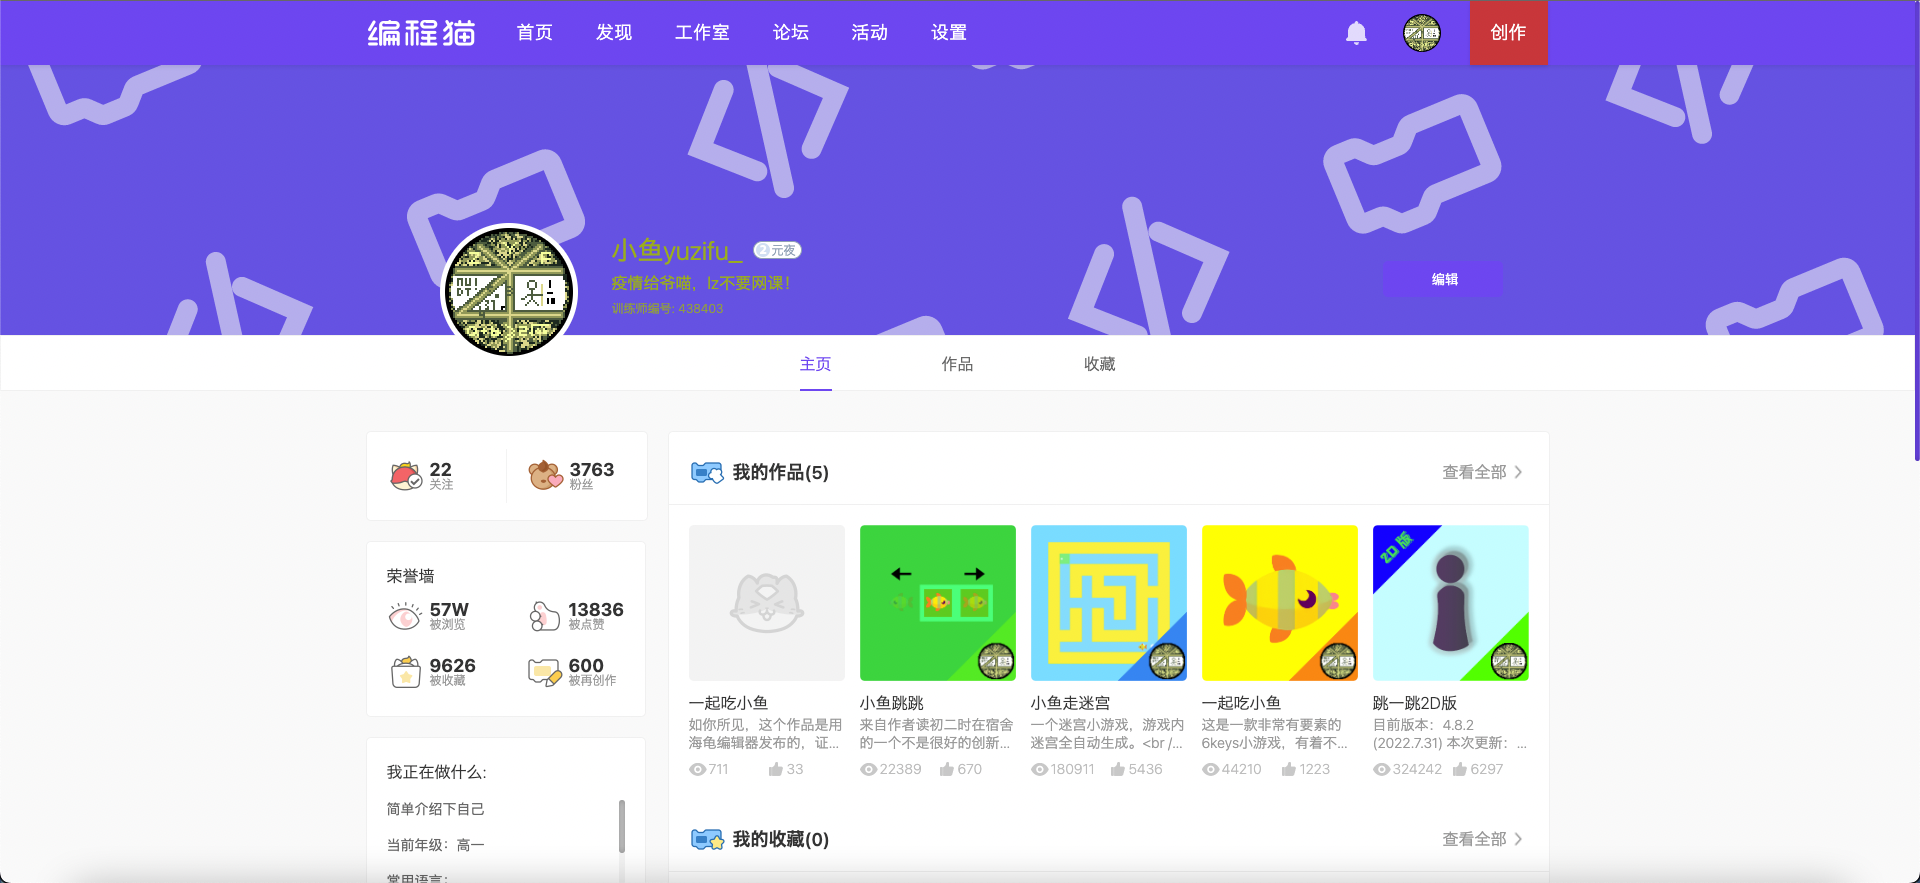 编程猫 首页 发现 工作室 论坛 活动 设置 创作
小鱼yuzifu_ 2 元夜
疫情给爷喵，lz不要网课！
训练师编号: 438403
编辑
主页 作品 收藏
22
关注
3763
粉丝
荣誉墙
57W
被浏览
13836
被点赞
9626
被收藏
600
被再创作
我正在做什么:
简单介绍下自己
当前年级：高一
常用语言：
我的作品(5) 查看全部
一起吃小鱼
如你所见，这个作品是用
海龟编辑器发布的，证...
711 33
小鱼跳跳
来自作者读初二时在宿舍
的一个不是很好的创新...
22389 670
小鱼走迷宫
一个迷宫小游戏，游戏内
迷宫全自动生成。<br /...
180911 5436
一起吃小鱼
这是一款非常有要素的
6keys小游戏，有着不...
44210 1223
2D 版
跳一跳2D版
目前版本：4.8.2
(2022.7.31) 本次更新：...
324242 6297
我的收藏(0) 查看全部